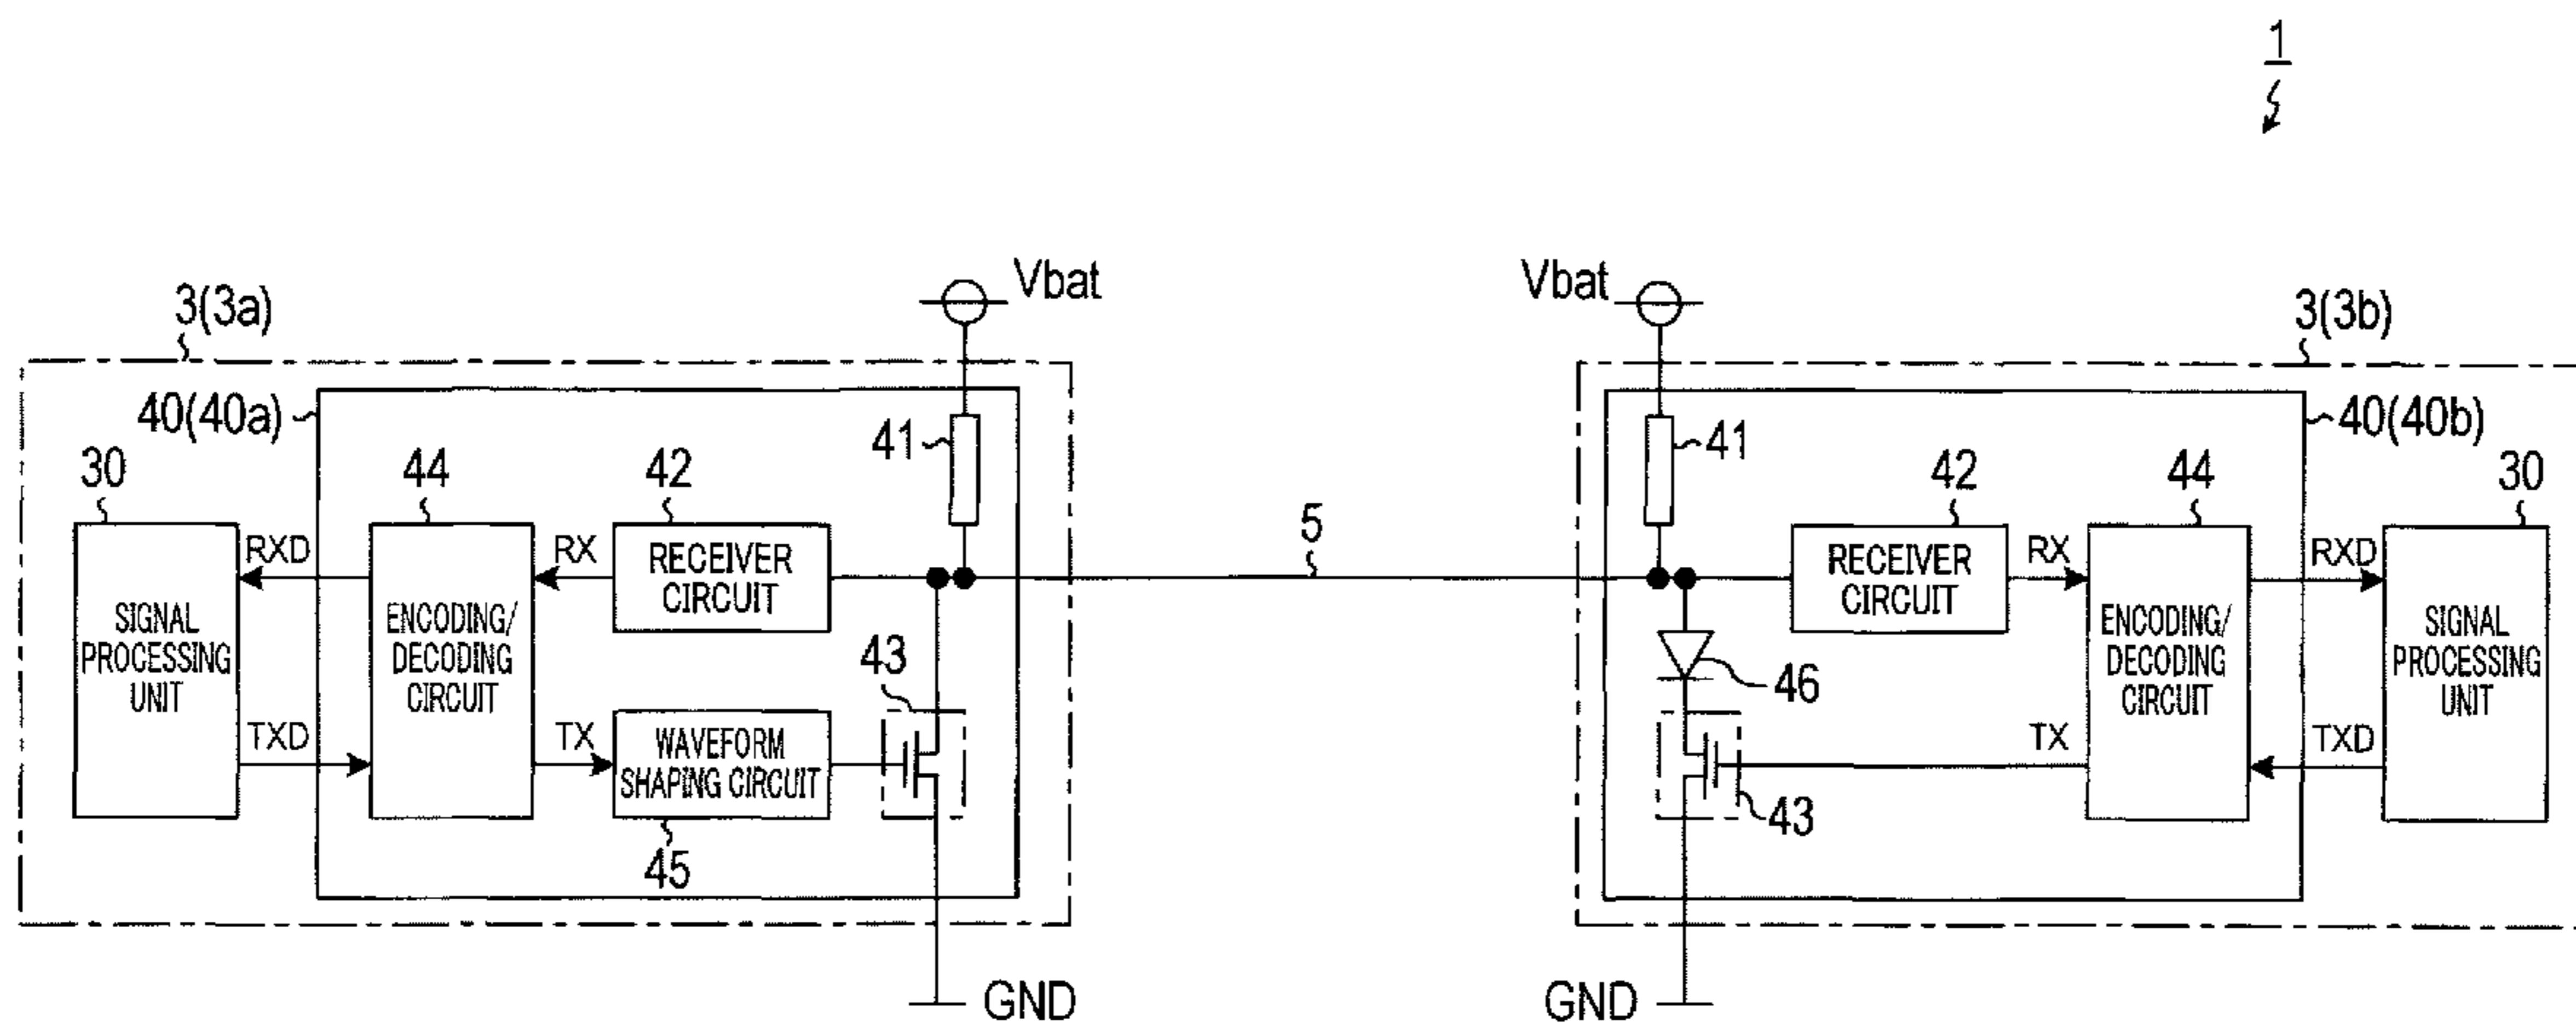 1
Vbat
Vbat
3(3a)
3(3b)
40(40a)
41
41
40(40b)
30
44
42
42
44
30
5
RXD
RX
RECEIVER
CIRCUIT
RECEIVER
CIRCUIT
RX
RXD
SIGNAL
PROCESSING
UNIT
ENCODING/
DECODING
CIRCUIT
43
46
ENCODING/
DECODING
CIRCUIT
SIGNAL
PROCESSING
UNIT
TXD
TX
WAVEFORM
SHAPING CIRCUIT
TX
TXD
43
45
GND
GND